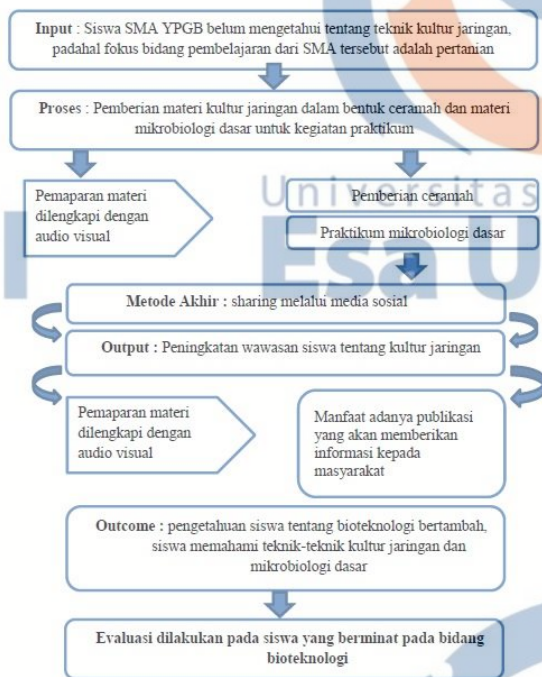 Input : Siswa SMA YPGB belum mengetahui tentang teknik kultur jaringan,
padahal fokus bidang pembelajaran dari SMA tersebut adalah pertanian
Proses : Pemberian materi kultur jaringan dalam bentuk ceramah dan materi
mikrobiologi dasar untuk kegiatan praktikum
Pemaparan materi
dilengkapi dengan
audio visual
Universitas
Pemberian ceramah
Praktikum mikrobiologi dasar
Esa U
Metode Akhir : sharing melalui media sosial
Output : Peningkatan wawasan siswa tentang kultur jaringan
Pemaparan materi
dilengkapi dengan
audio visual
Manfaat adanya publikasi
yang akan memberikan
informasi kepada
masyarakat
Outcome : pengetahuan siswa tentang bioteknologi bertambah,
siswa memahami teknik-teknik kultur jaringan dan
mikrobiologi dasar
Evaluasi dilakukan pada siswa yang berminat pada bidang
bioteknologi